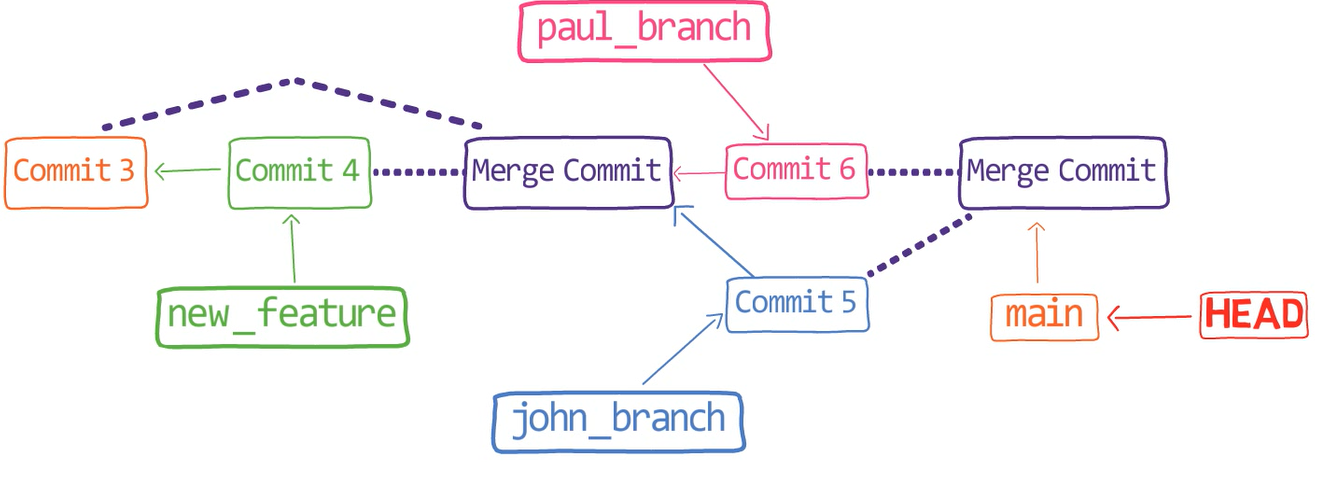 paul_branch
Commit 3
Commit 4
Merge Commit
Commit 6
Merge Commit
new_feature
Commit 5
main
HEAD
john_branch